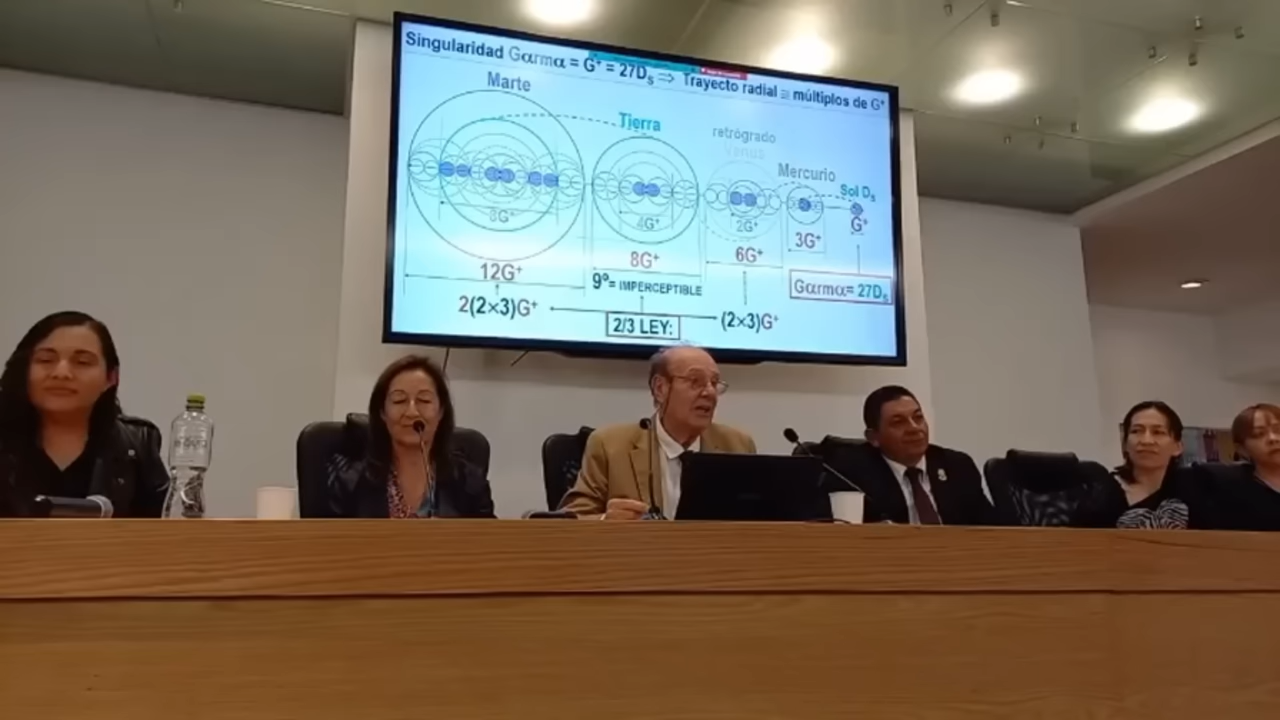 Singularidad Gαrmα = G⁺ = 27Dₛ ⇒ Trayecto radial ≅ múltiplos de G⁺
Marte
Tierra
retrógrado
Venus
Mercurio
Sol Dₛ
8G⁺
4G⁺
2G⁺
3G⁺
G⁺
12G⁺
8G⁺
6G⁺
9º= IMPERCEPTIBLE
Gαrmα= 27Dₛ
2(2×3)G⁺
2/3 LEY:
(2×3)G⁺